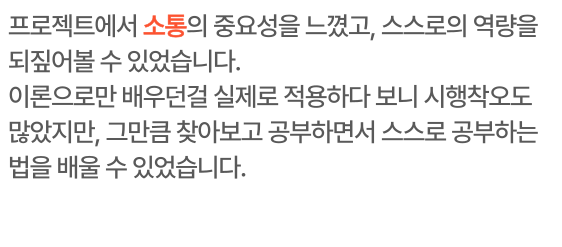 프로젝트에서 소통의 중요성을 느꼈고, 스스로의 역량을
되짚어볼 수 있었습니다.
이론으로만 배우던걸 실제로 적용하다 보니 시행착오도
많았지만, 그만큼 찾아보고 공부하면서 스스로 공부하는
법을 배울 수 있었습니다.